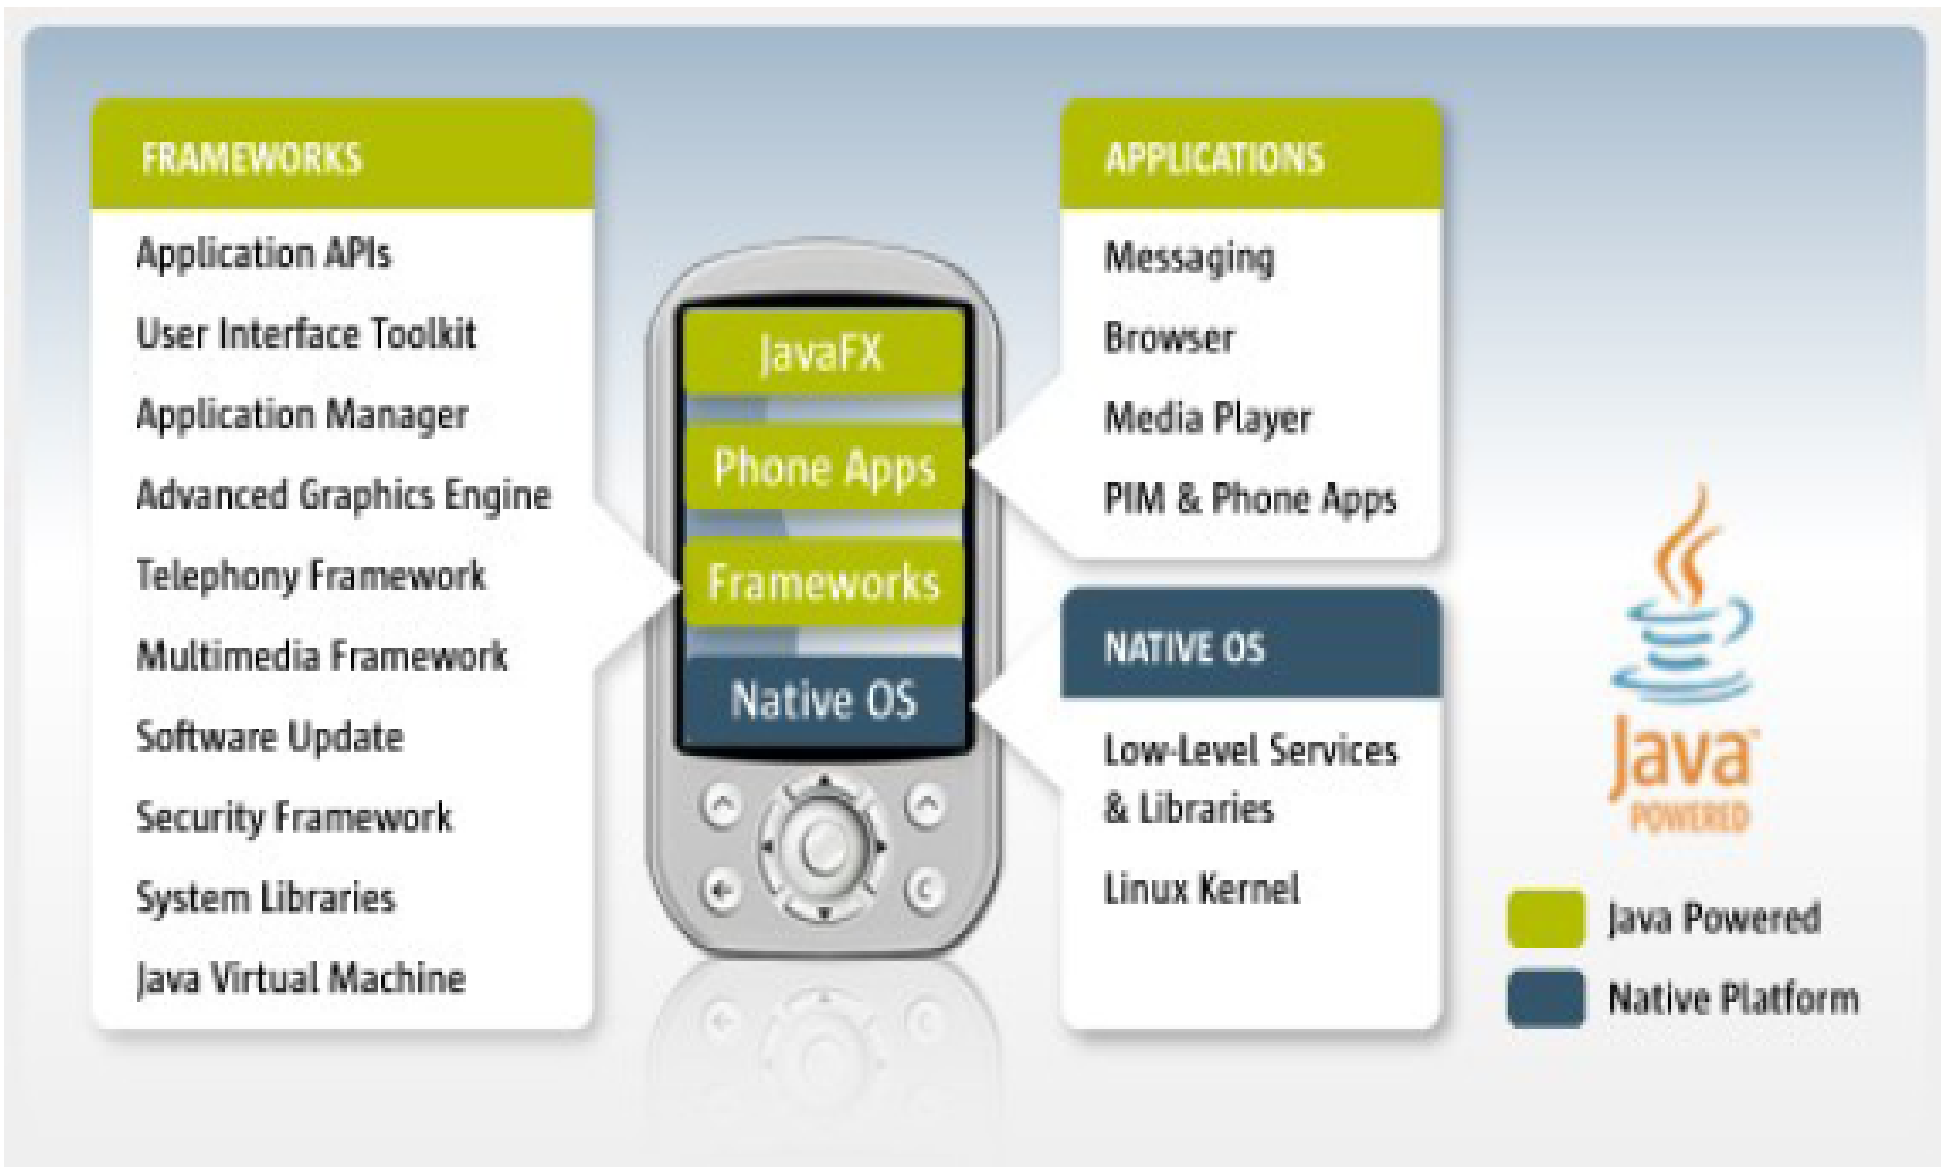 FRAMEWORKS
Application APIs
User Interface Toolkit
Application Manager
Advanced Graphics Engine
Telephony Framework
Multimedia Framework
Software Update
Security Framework
System Libraries
Java Virtual Machine
JavaFX
Phone Apps
Frameworks
Native OS
C
APPLICATIONS
Messaging
Browser
Media Player
PIM & Phone Apps
NATIVE OS
Low-Level Services
& Libraries
Linux Kernel
Java™
POWERED
Java Powered
Native Platform